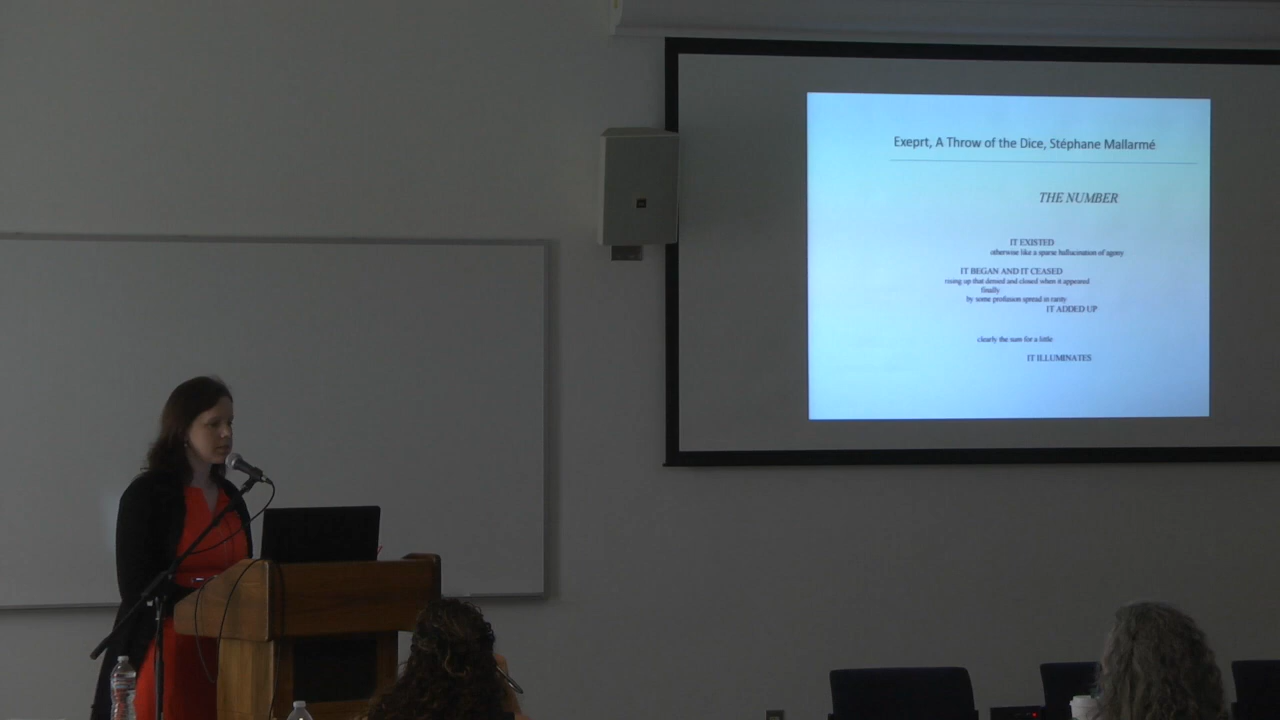 Exeprt, A Throw of the Dice, Stéphane Mallarmé
THE NUMBER
IT EXISTED
otherwise like a sparse hallucination of agony
IT BEGAN AND IT CEASED
rising up that denied and closed when it appeared
finally
by some profusion spread in rarity
IT ADDED UP
clearly the sum for a little
IT ILLUMINATES